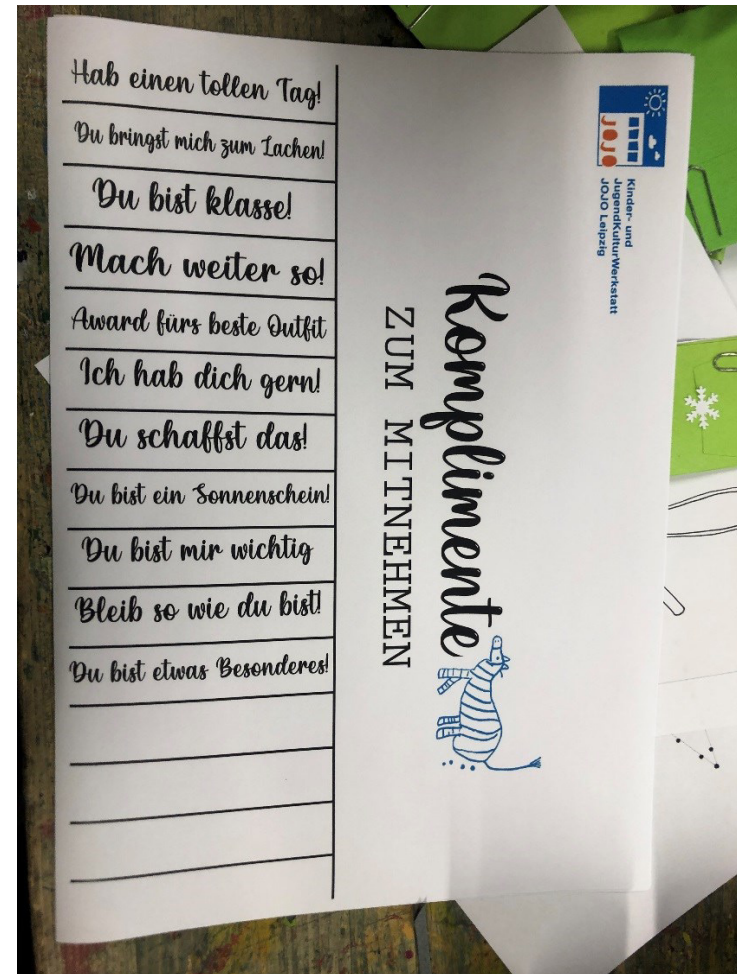 JOJO
Kinder- und
JugendKulturWerkstatt
JOJO Leipzig
Komplimente
ZUM MITNEHMEN
Hab einen tollen Tag!
Du bringst mich zum Lachen!
Du bist klasse!
Mach weiter so!
Award fürs beste Outfit
Ich hab dich gern!
Du schaffst das!
Du bist ein Sonnenschein!
Du bist mir wichtig
Bleib so wie du bist!
Du bist etwas Besonderes!